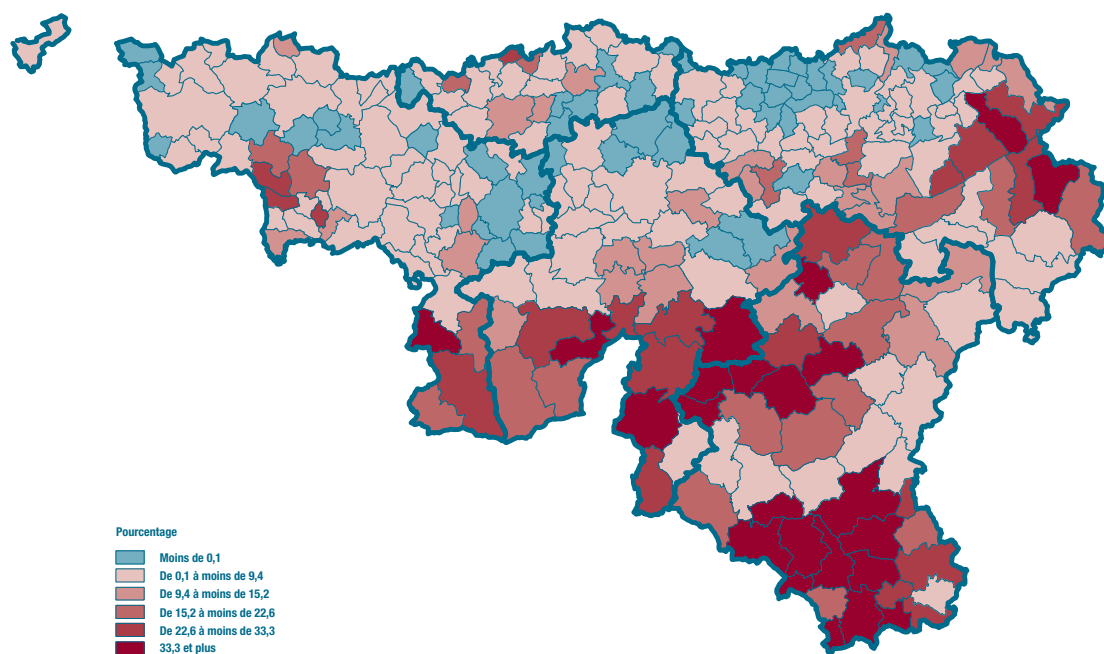 Pourcentage
Moins de 0,1
De 0,1 à moins de 9,4
De 9,4 à moins de 15,2
De 15,2 à moins de 22,6
De 22,6 à moins de 33,3
33,3 et plus